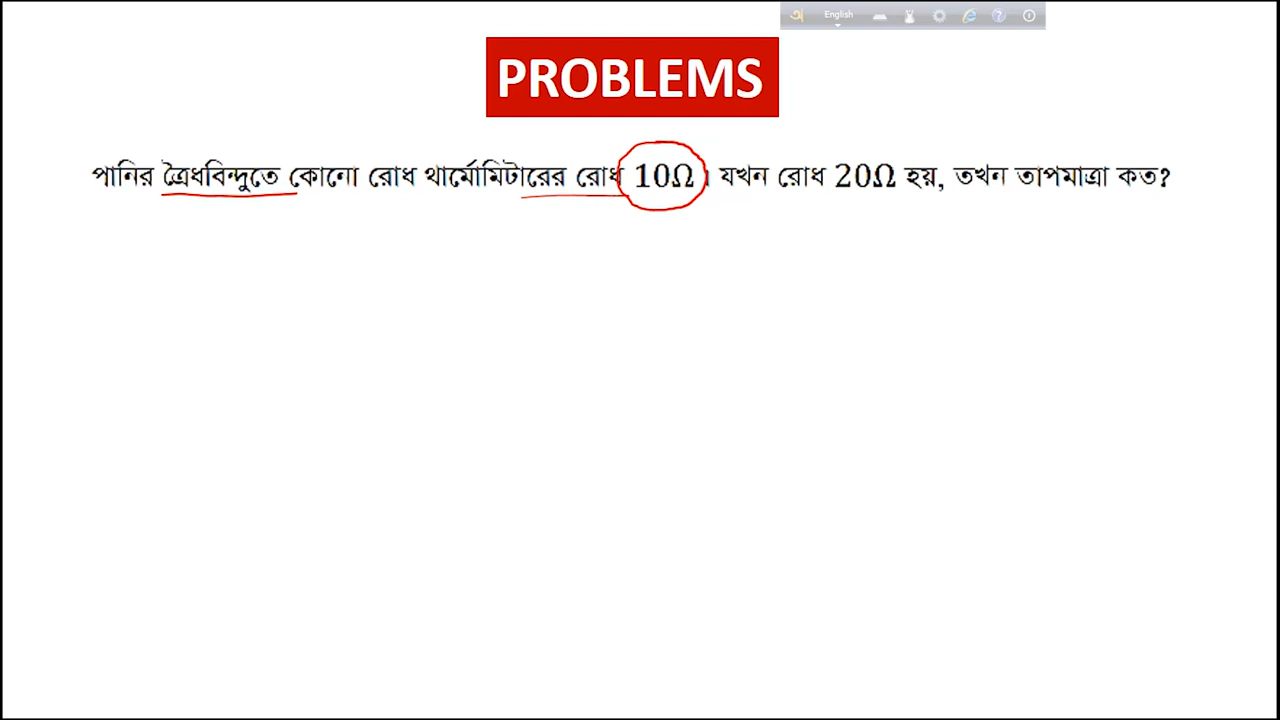 English
PROBLEMS
পানির ত্রৈধবিন্দুতে কোনো রোধ থার্মোমিটারের রোধ 10Ω। যখন রোধ 20Ω হয়, তখন তাপমাত্রা কত?